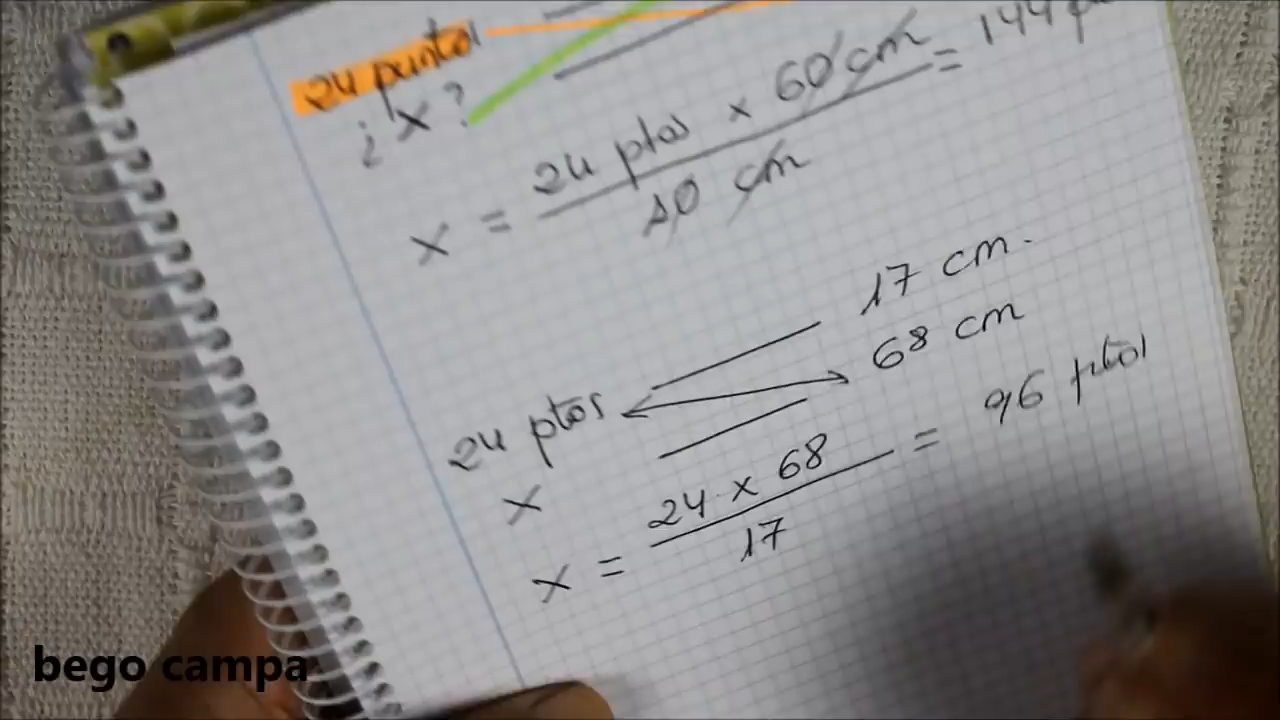 24 puntos
¿X?
x = 24 ptos x 60 cm / 10 cm = 144
24 ptos 17 cm.
x 68 cm
x = 24 x 68 / 17 = 96 ptos
bego campa